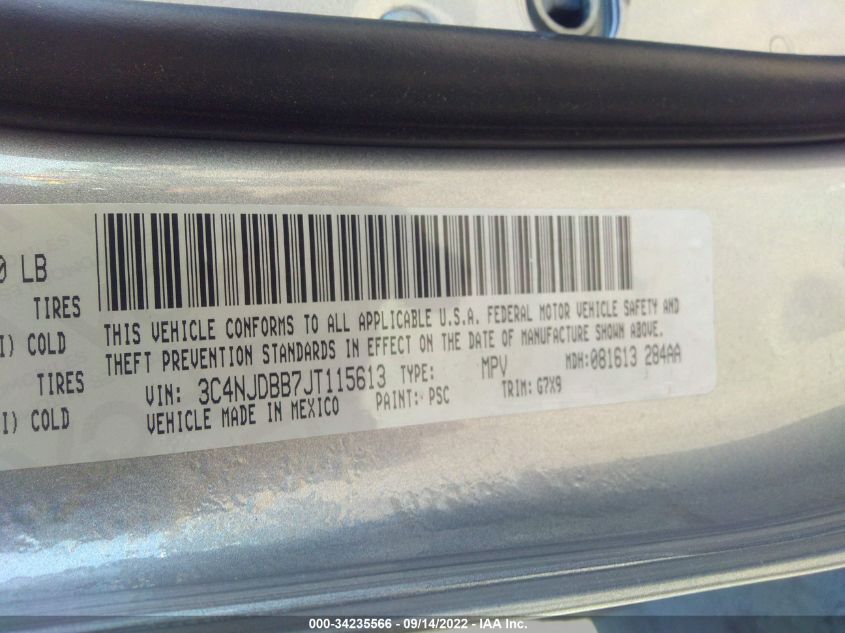 0 LB
TIRES
I) COLD
TIRES
I) COLD
THIS VEHICLE CONFORMS TO ALL APPLICABLE U.S.A. FEDERAL MOTOR VEHICLE SAFETY AND
THEFT PREVENTION STANDARDS IN EFFECT ON THE DATE OF MANUFACTURE SHOWN ABOVE.
VIN: 3C4NJDBB7JT115613 TYPE: MPV MDH:081613 284AA
VEHICLE MADE IN MEXICO PAINT: PSC TRIM: G7X9
000-34235566 - 09/14/2022 - IAA Inc.